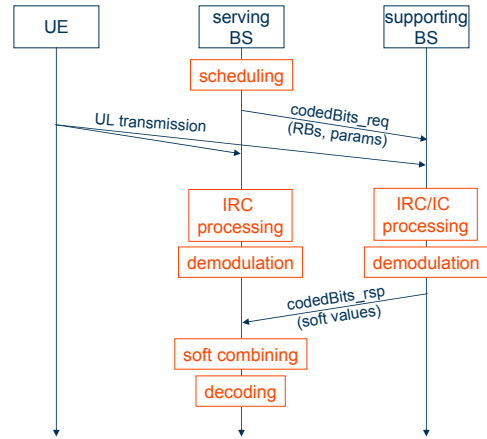 UE
serving
BS
supporting
BS
scheduling
codedBits_req
(RBs, params)
UL transmission
IRC
processing
IRC/IC
processing
demodulation
demodulation
codedBits_rsp
(soft values)
soft combining
decoding